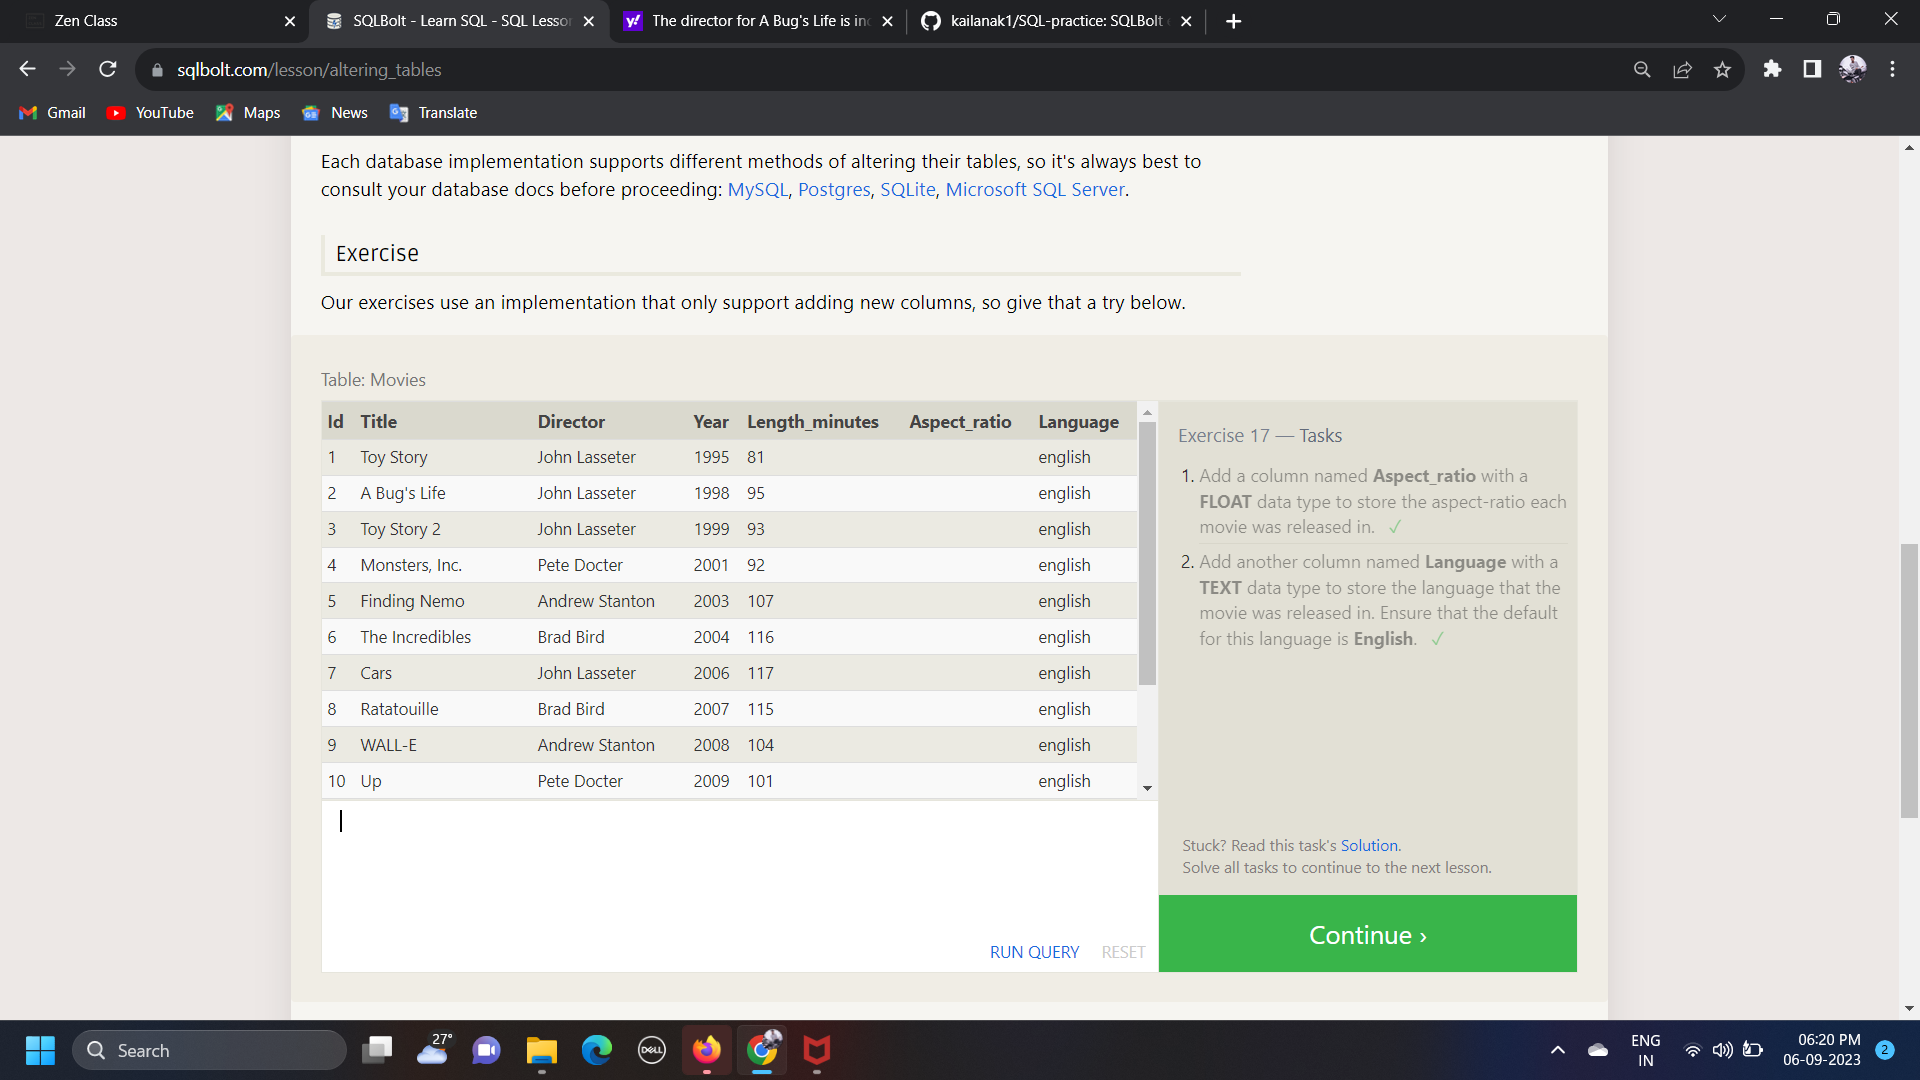 Zen Class
SQLBolt - Learn SQL - SQL Lesson
The director for A Bug's Life is inc
kailanak1/SQL-practice: SQLBolt e
sqlbolt.com/lesson/altering_tables
Gmail
YouTube
Maps
News
Translate
Each database implementation supports different methods of altering their tables, so it's always best to
consult your database docs before proceeding: MySQL, Postgres, SQLite, Microsoft SQL Server.
Exercise
Our exercises use an implementation that only support adding new columns, so give that a try below.
Table: Movies
Id Title Director Year Length_minutes Aspect_ratio Language
1 Toy Story John Lasseter 1995 81 english
2 A Bug's Life John Lasseter 1998 95 english
3 Toy Story 2 John Lasseter 1999 93 english
4 Monsters, Inc. Pete Docter 2001 92 english
5 Finding Nemo Andrew Stanton 2003 107 english
6 The Incredibles Brad Bird 2004 116 english
7 Cars John Lasseter 2006 117 english
8 Ratatouille Brad Bird 2007 115 english
9 WALL-E Andrew Stanton 2008 104 english
10 Up Pete Docter 2009 101 english
RUN QUERY RESET
Exercise 17 — Tasks
1. Add a column named Aspect_ratio with a
FLOAT data type to store the aspect-ratio each
movie was released in. ✓
2. Add another column named Language with a
TEXT data type to store the language that the
movie was released in. Ensure that the default
for this language is English. ✓
Stuck? Read this task's Solution.
Solve all tasks to continue to the next lesson.
Continue ›
Search
27°
DELL
ENG
IN
06:20 PM
06-09-2023
2